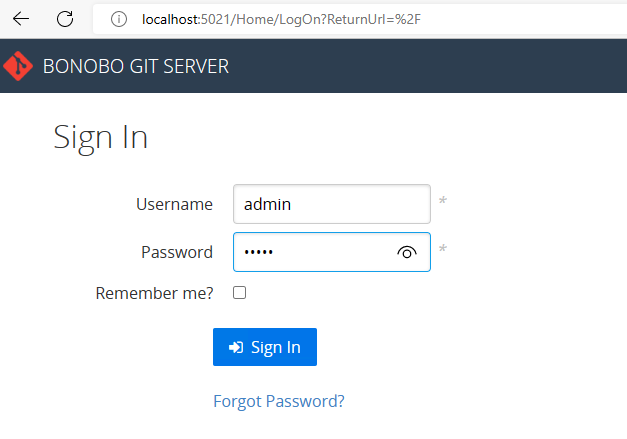 localhost:5021/Home/LogOn?ReturnUrl=%2F
BONOBO GIT SERVER
Sign In
Username admin *
Password ••••• *
Remember me?
Sign In
Forgot Password?